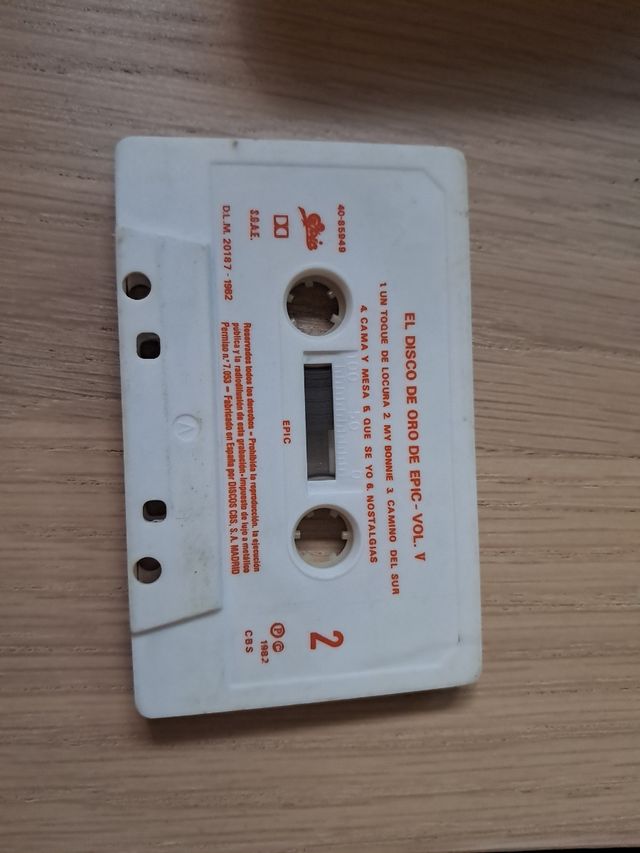 EL DISCO DE ORO DE EPIC - VOL. V
1 UN TOQUE DE LOCURA 2. MY BONNIE 3. CAMINO DEL SUR
4. CAMA Y MESA 5. QUE SE YO 6. NOSTALGIAS
40-85949
Epic
S.G.A.E.
D.L.M. 20187 - 1982
EPIC
2
P C
1982
CBS
Reservados todos los derechos - Prohibida la reproducción, la ejecución
pública y la radiodifusión de esta grabación-Impuesto de lujo a metálico
Permiso n.º 7.053 - Fabricado en España por DISCOS CBS, S.A. MADRID